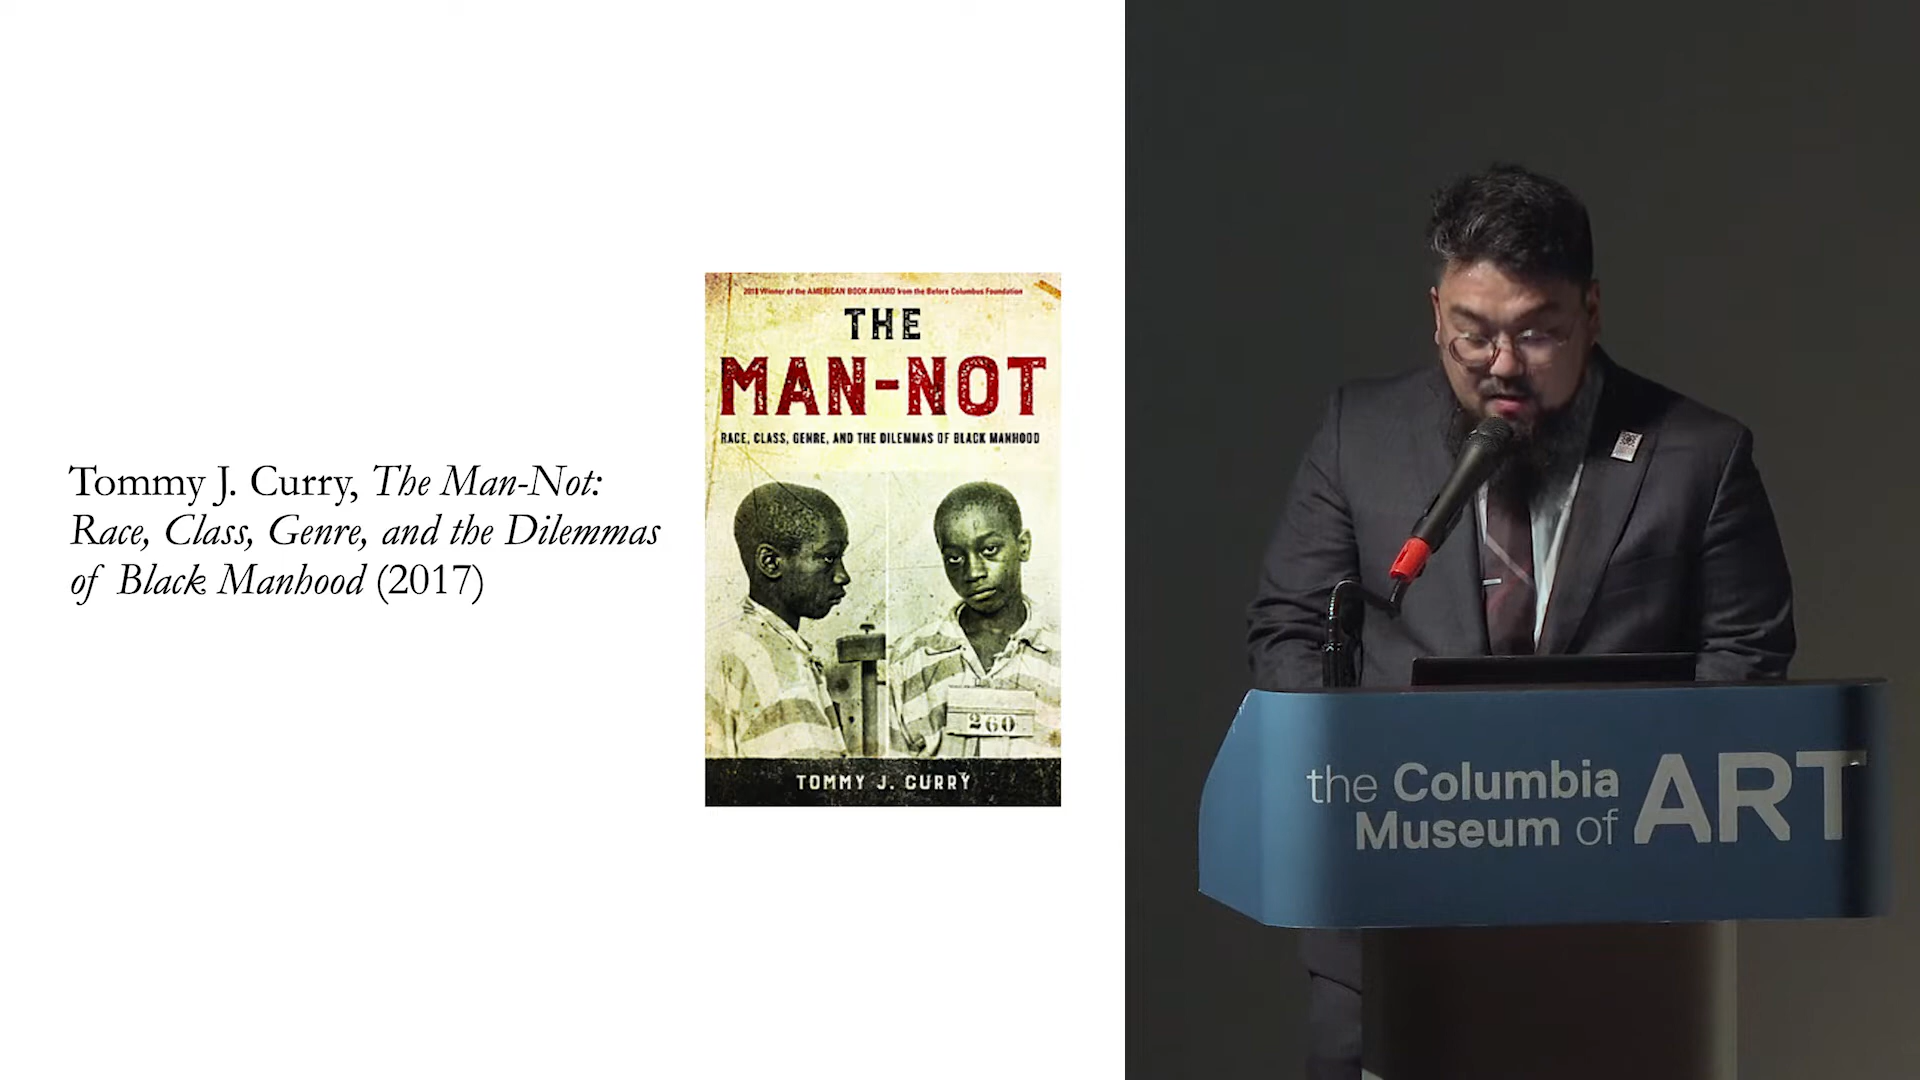 Tommy J. Curry, The Man-Not:
Race, Class, Genre, and the Dilemmas
of Black Manhood (2017)
2018 Winner of the AMERICAN BOOK AWARD from the Before Columbus Foundation
THE
MAN-NOT
RACE, CLASS, GENRE, AND THE DILEMMAS OF BLACK MANHOOD
260
TOMMY J. CURRY
the Columbia
Museum of ART